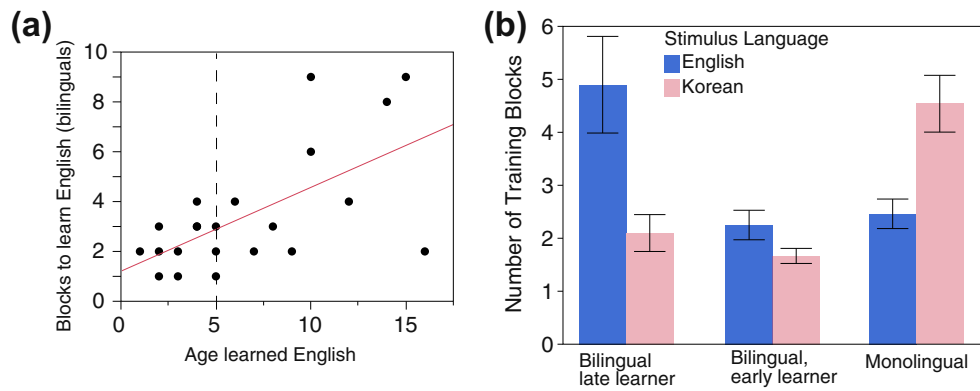 (a)
Blocks to learn English (bilinguals)
10
8
6
4
2
0
0
5
10
15
Age learned English
(b)
Number of Training Blocks
6
5
4
3
2
1
0
Stimulus Language
English
Korean
Bilingual
late learner
Bilingual,
early learner
Monolingual